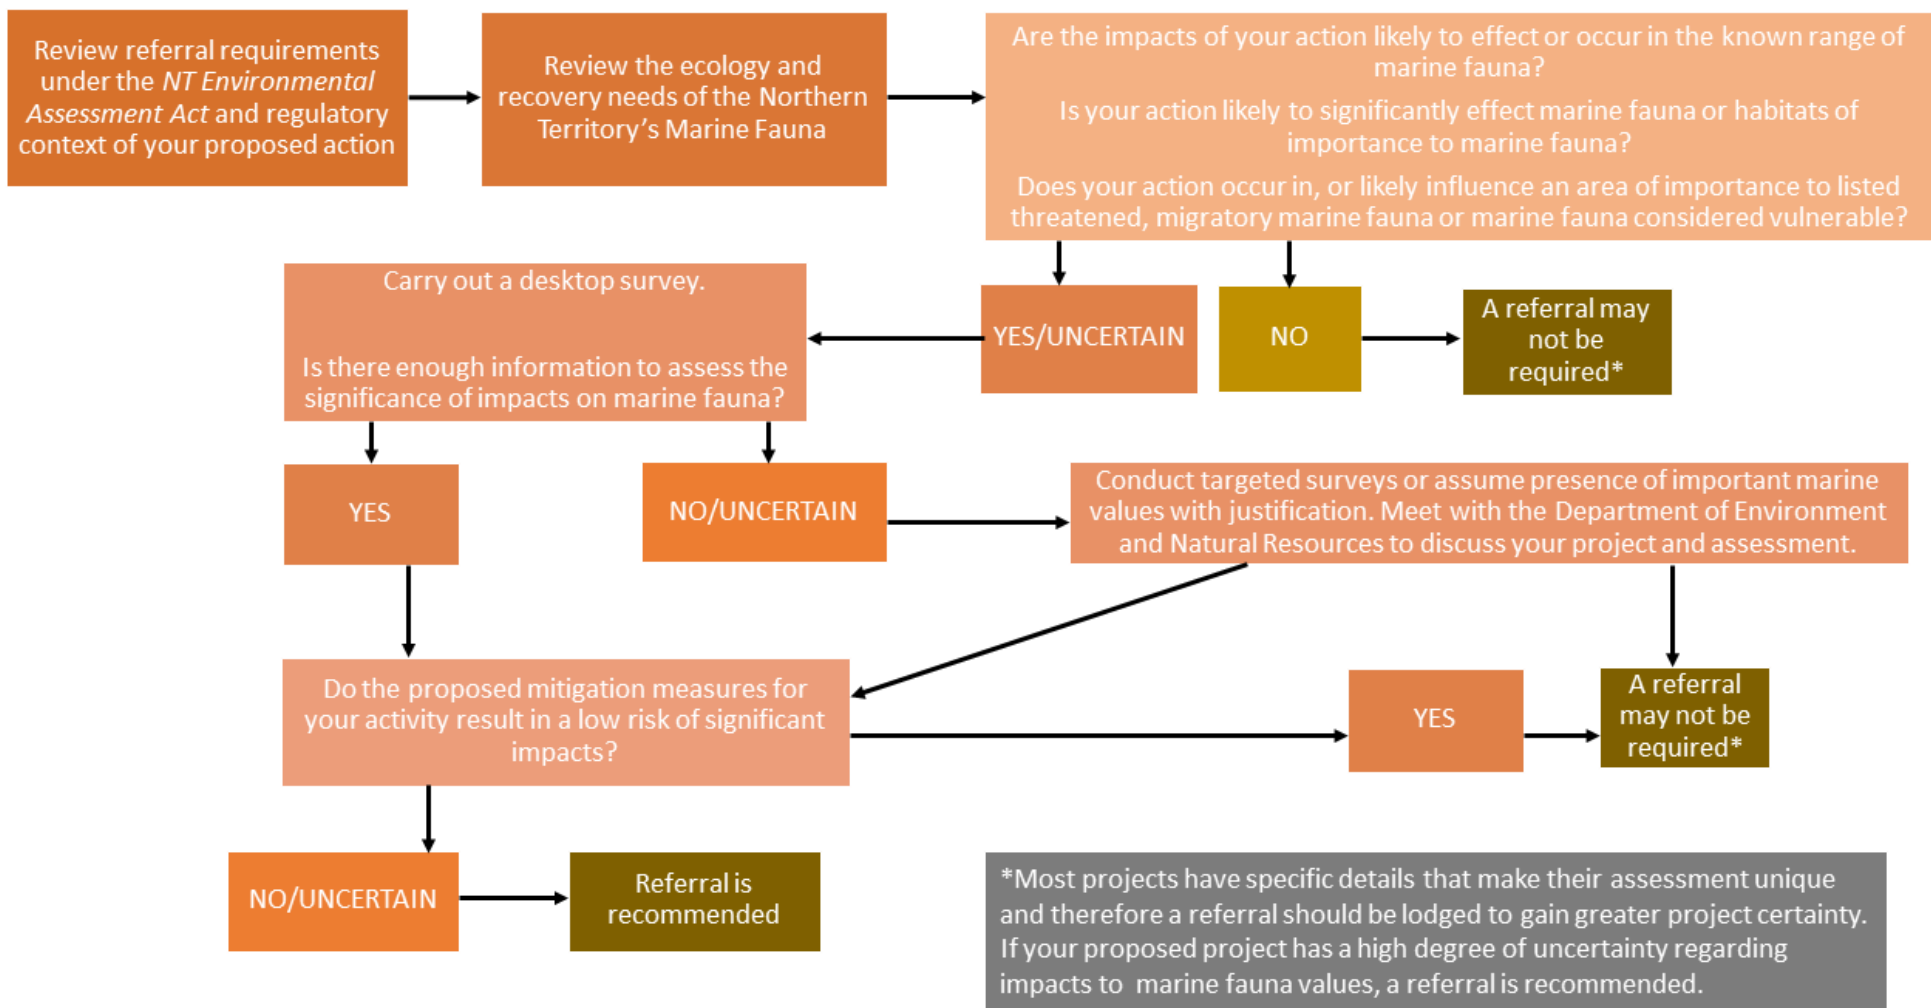 Review referral requirements
under the NT Environmental
Assessment Act and regulatory
context of your proposed action
Review the ecology and
recovery needs of the Northern
Territory's Marine Fauna
Are the impacts of your action likely to effect or occur in the known range of
marine fauna?
Is your action likely to significantly effect marine fauna or habitats of
importance to marine fauna?
Does your action occur in, or likely influence an area of importance to listed
threatened, migratory marine fauna or marine fauna considered vulnerable?
Carry out a desktop survey.
Is there enough information to assess the
significance of impacts on marine fauna?
YES/UNCERTAIN
NO
A referral may
not be
required*
YES
NO/UNCERTAIN
Conduct targeted surveys or assume presence of important marine
values with justification. Meet with the Department of Environment
and Natural Resources to discuss your project and assessment.
Do the proposed mitigation measures for
your activity result in a low risk of significant
impacts?
YES
A referral
may not be
required*
NO/UNCERTAIN
Referral is
recommended
*Most projects have specific details that make their assessment unique
and therefore a referral should be lodged to gain greater project certainty.
If your proposed project has a high degree of uncertainty regarding
impacts to marine fauna values, a referral is recommended.